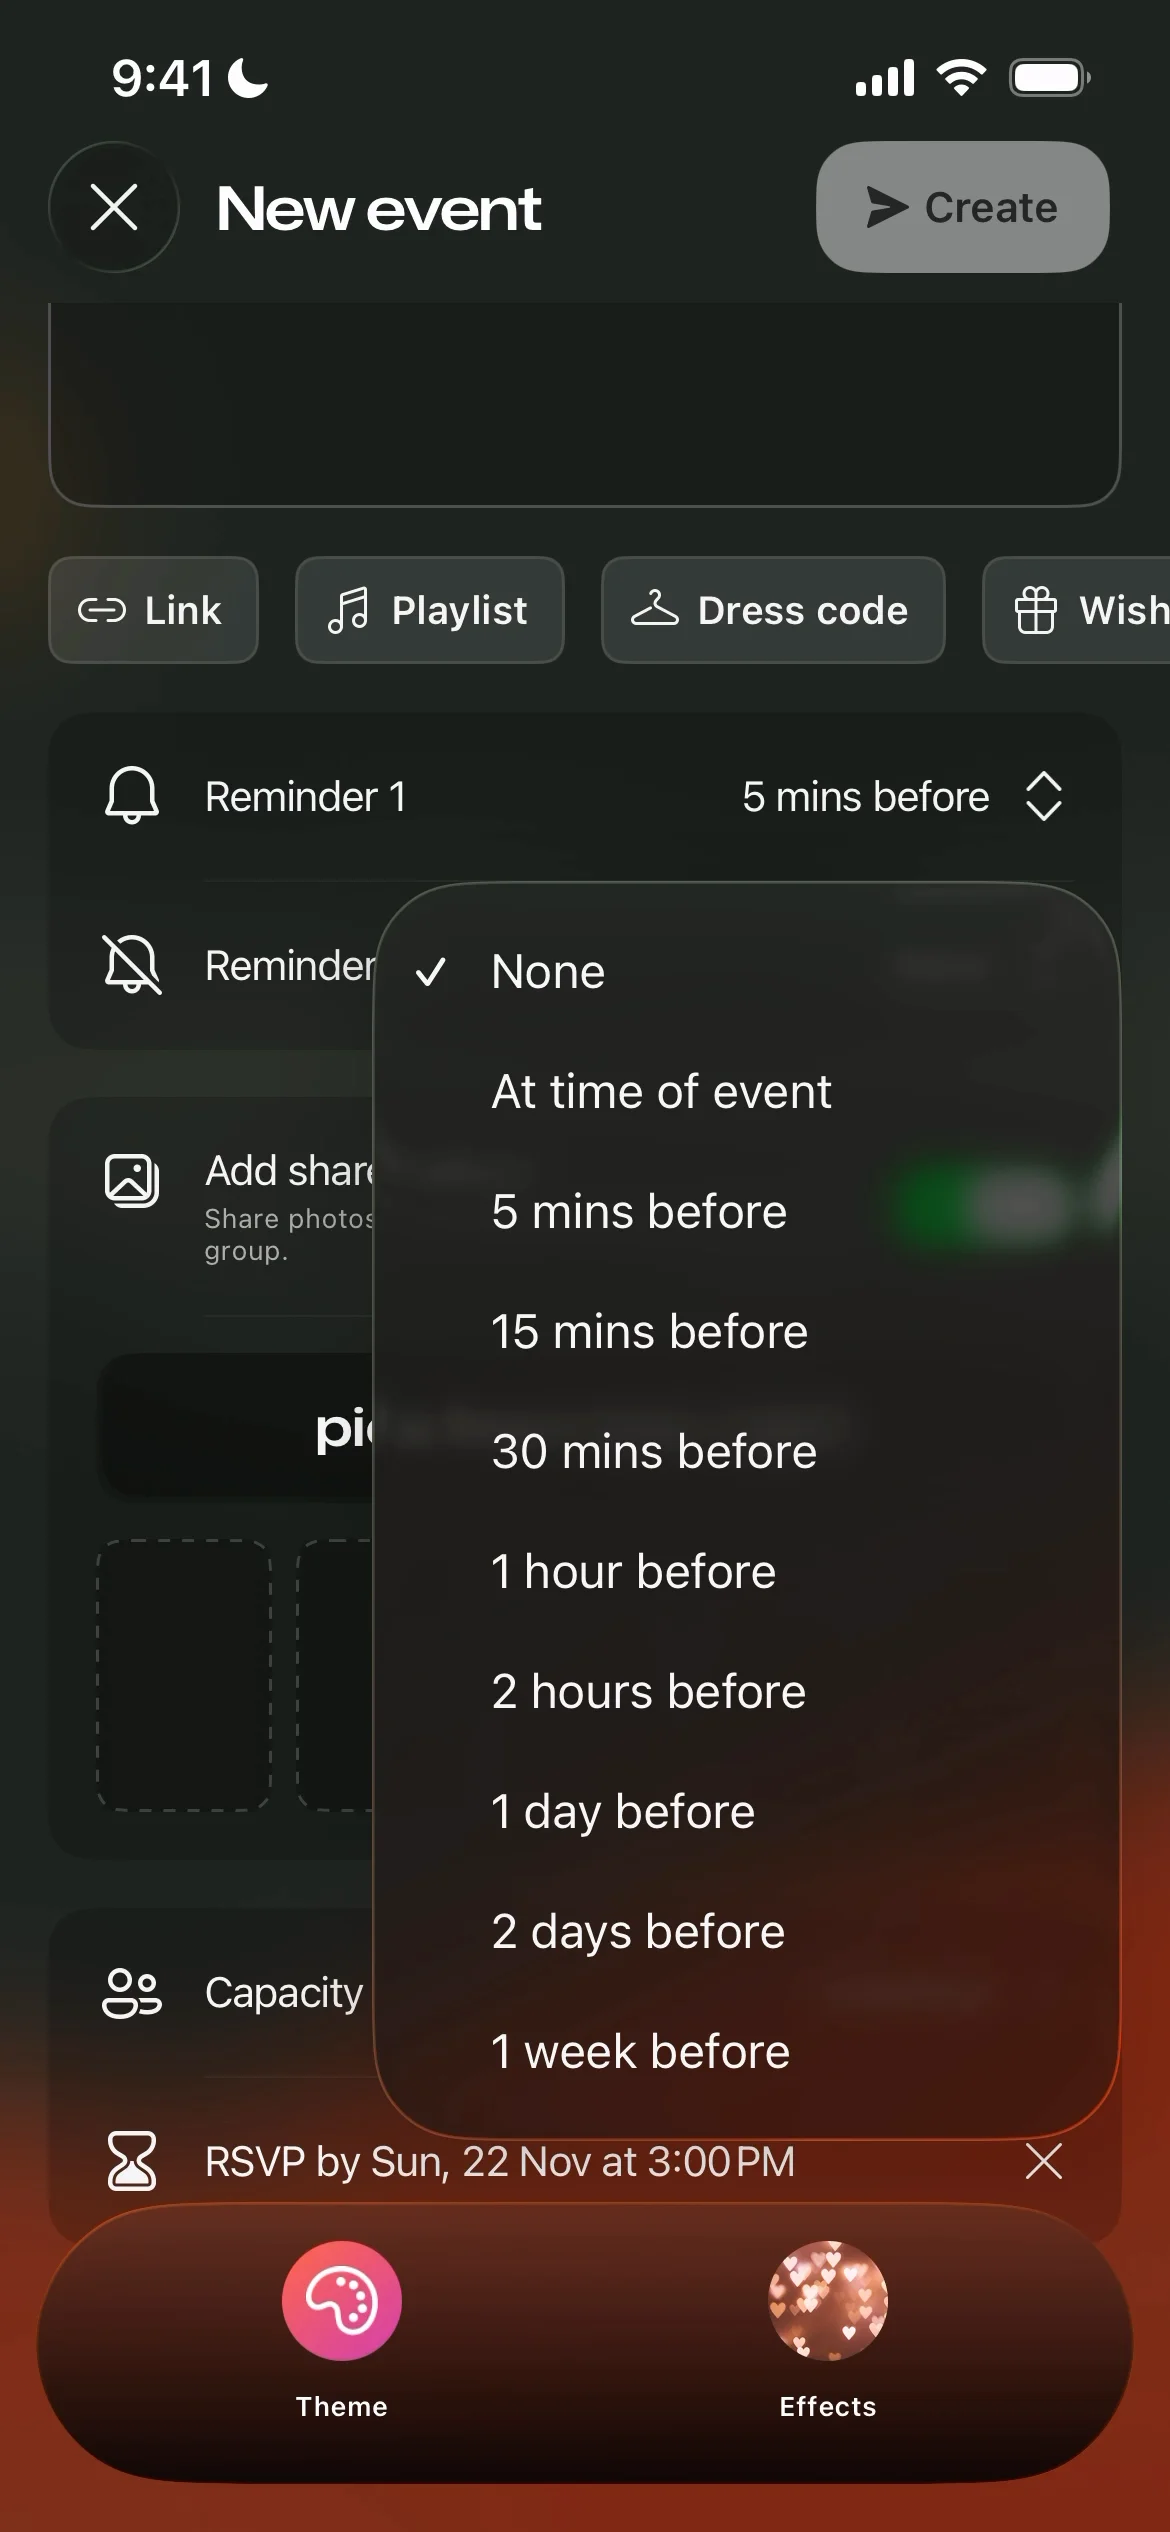 9:41
New event
Create
Link
Playlist
Dress code
Wish
Reminder 1
5 mins before
Reminder
None
At time of event
5 mins before
15 mins before
30 mins before
1 hour before
2 hours before
1 day before
2 days before
1 week before
Add share
Share photos
group.
pic
Capacity
RSVP by Sun, 22 Nov at 3:00 PM
Theme
Effects